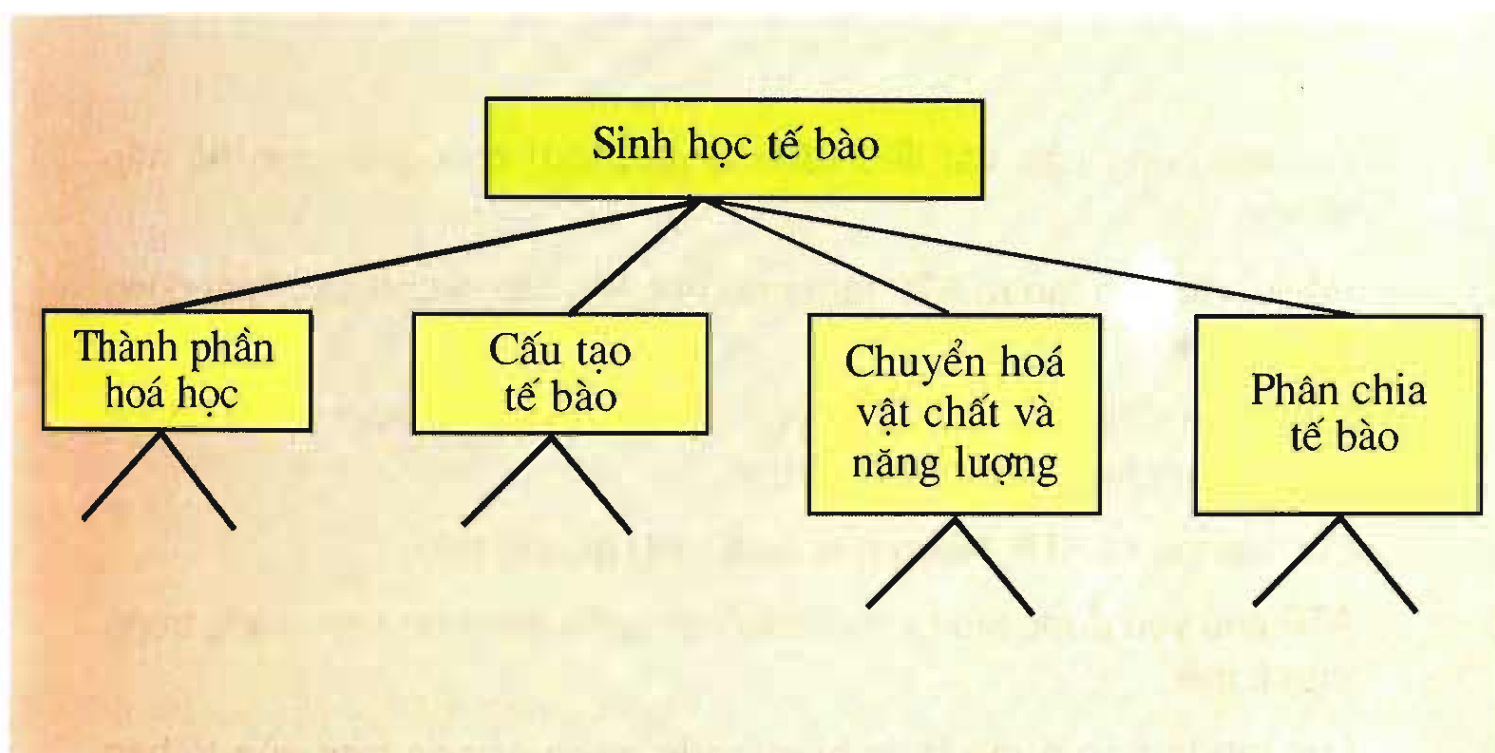 Sinh học tế bào
Thành phần
hoá học
Cấu tạo
tế bào
Chuyển hoá
vật chất và
năng lượng
Phân chia
tế bào